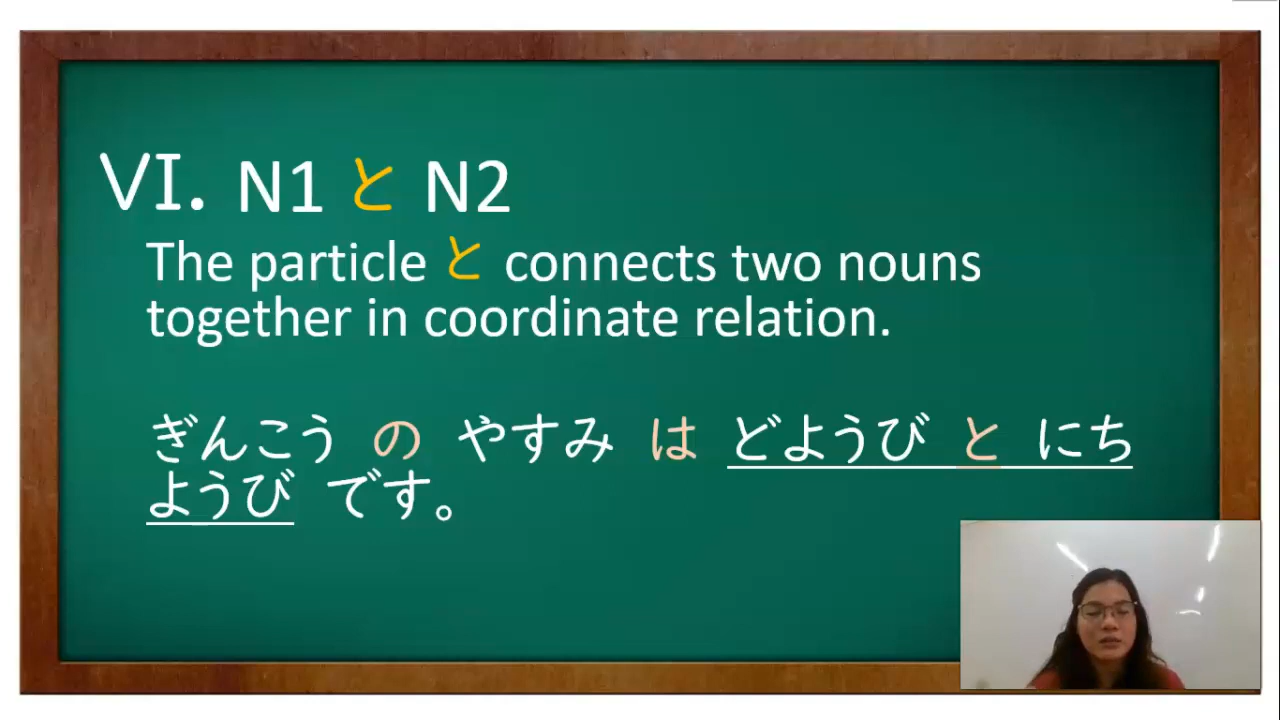 VI. N1 と N2
The particle と connects two nouns
together in coordinate relation.
ぎんこう の やすみ は どようび と にち
ようび です。